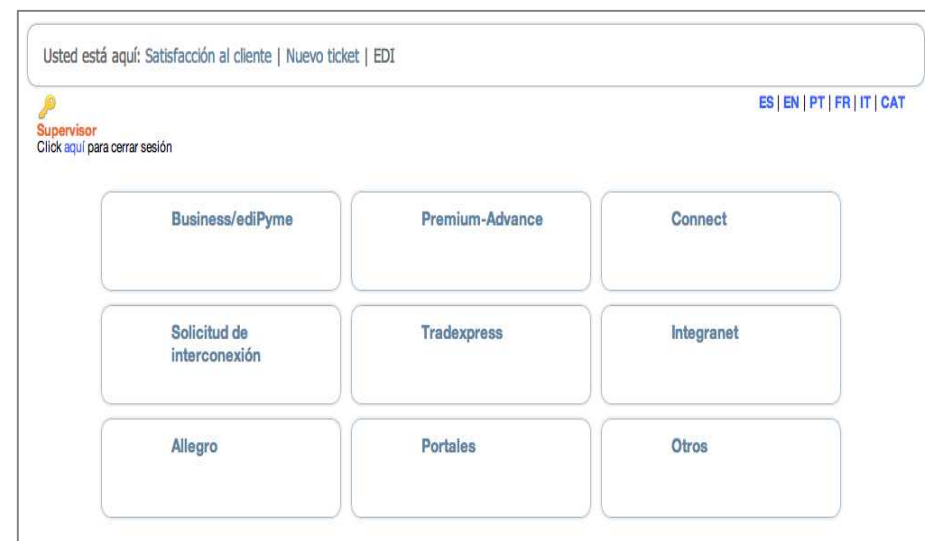 Usted está aquí: Satisfacción al cliente | Nuevo ticket | EDI
ES | EN | PT | FR | IT | CAT
Supervisor
Click aquí para cerrar sesión
Business/ediPyme
Premium-Advance
Connect
Solicitud de
interconexión
Tradexpress
Integranet
Allegro
Portales
Otros